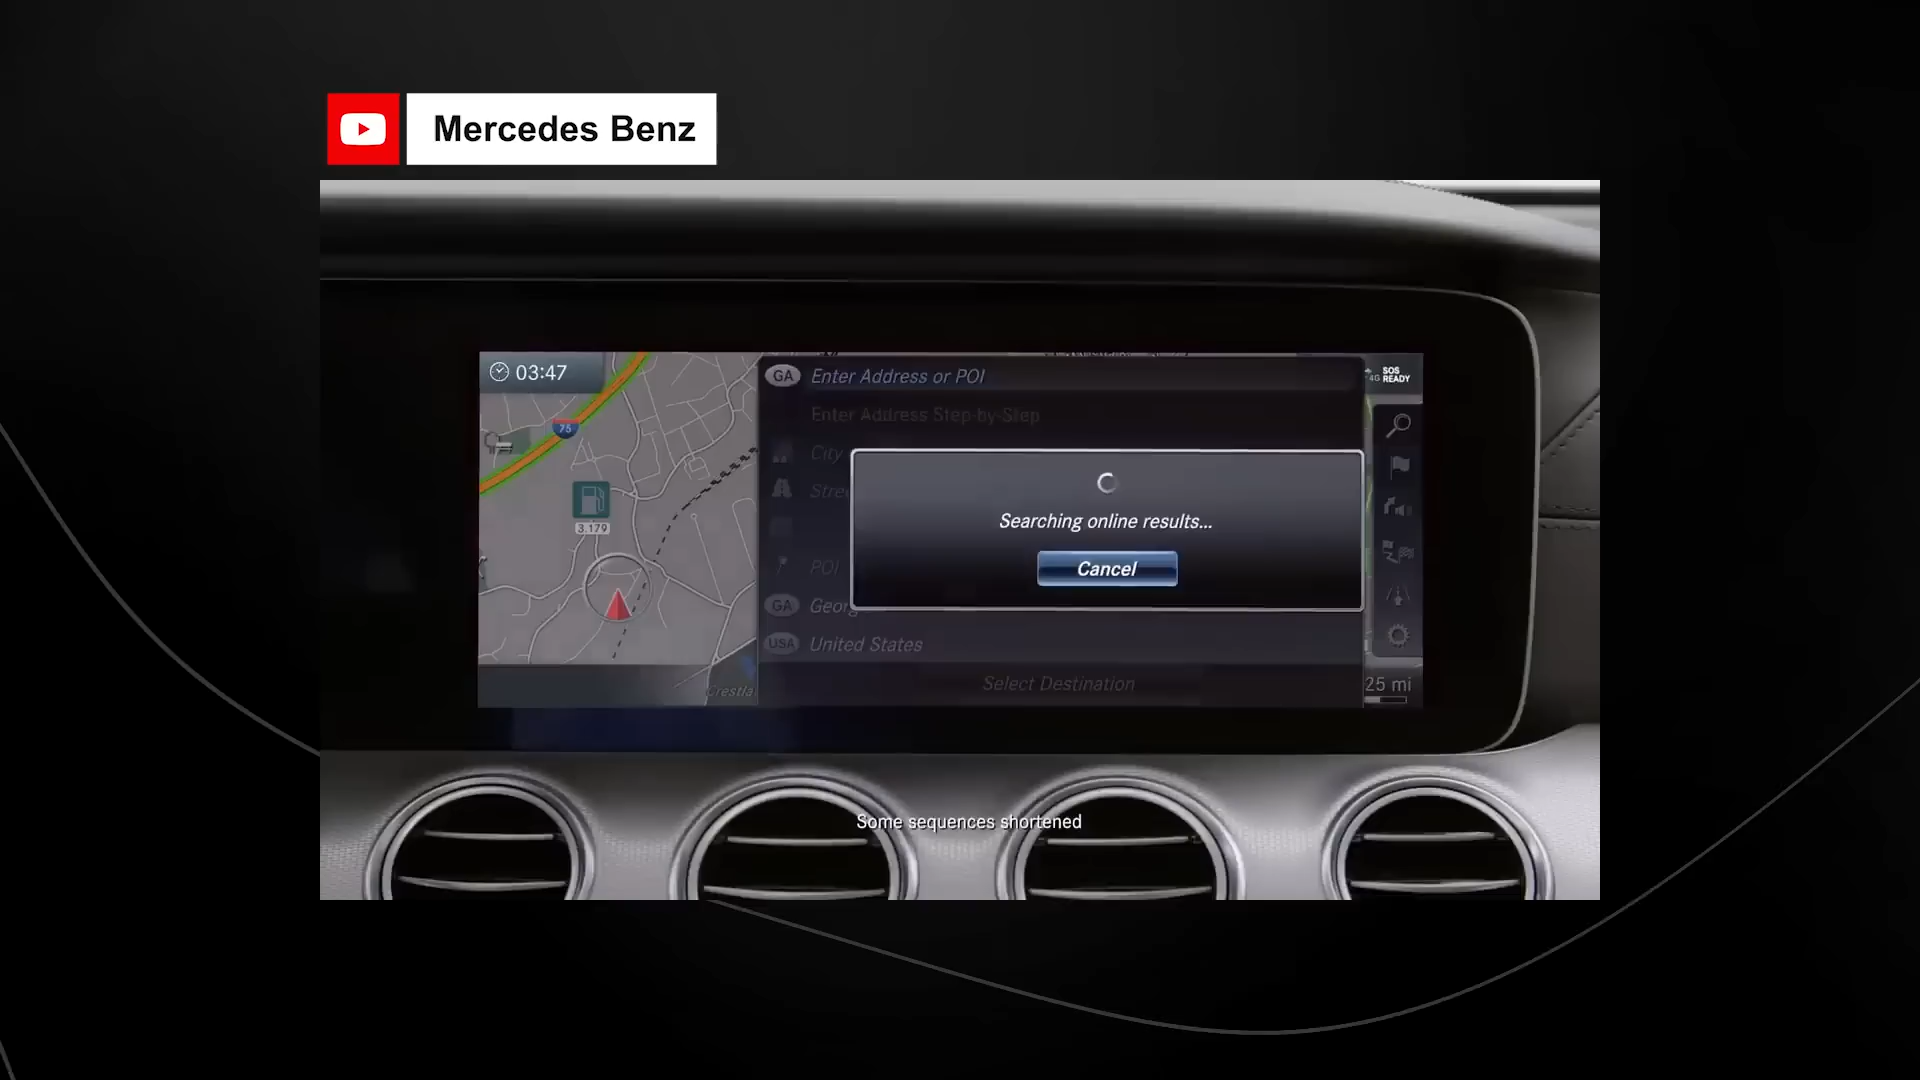 Mercedes Benz
03:47
GA Enter Address or POI
SOS
4G READY
Enter Address Step-by-Step
75
City
Searching online results...
3.179
Cancel
POI
GA
USA United States
Select Destination
25 mi
Some sequences shortened